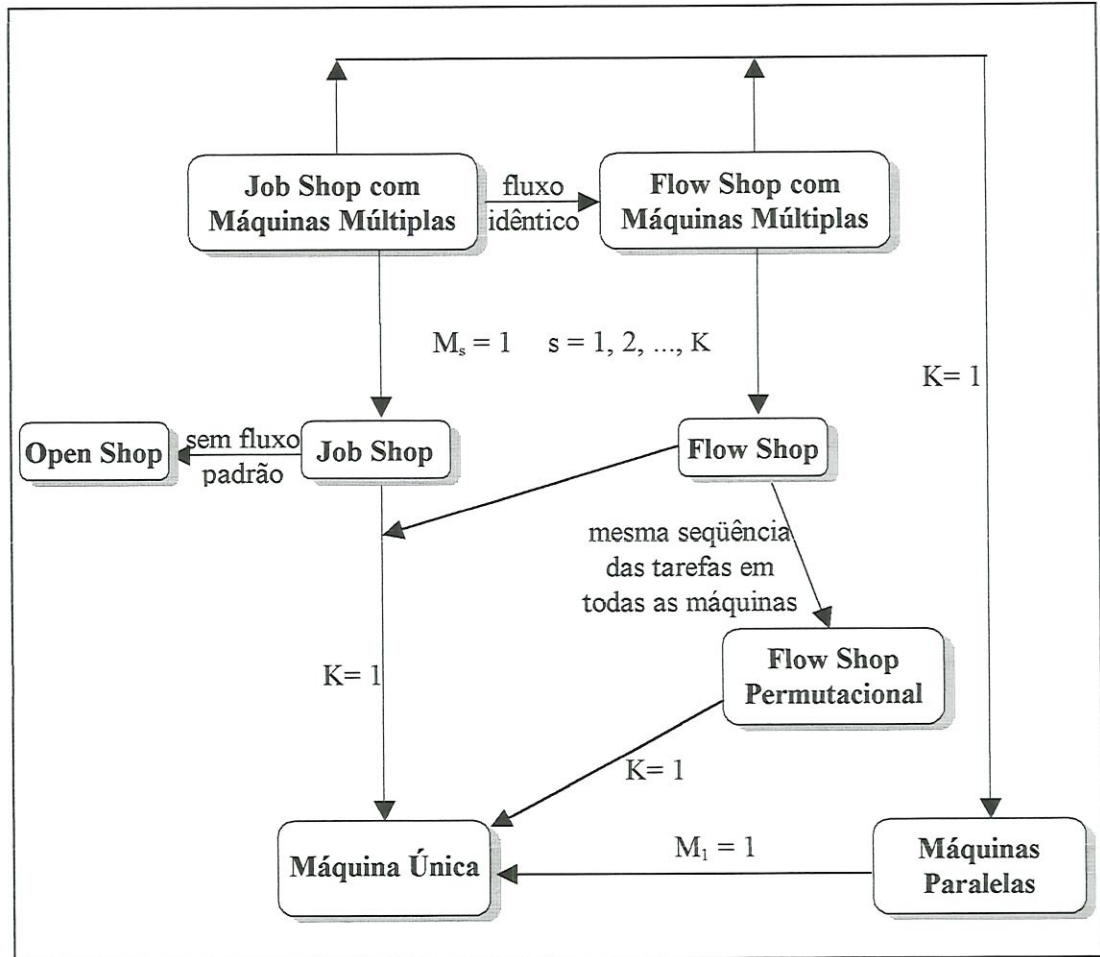 Job Shop com
Máquinas Múltiplas
fluxo
idêntico
Flow Shop com
Máquinas Múltiplas
Mₛ = 1 s = 1, 2, ..., K
K= 1
Open Shop
sem fluxo
padrão
Job Shop
Flow Shop
mesma seqüência
das tarefas em
todas as máquinas
Flow Shop
Permutacional
K= 1
K= 1
Máquina Única
M₁ = 1
Máquinas
Paralelas